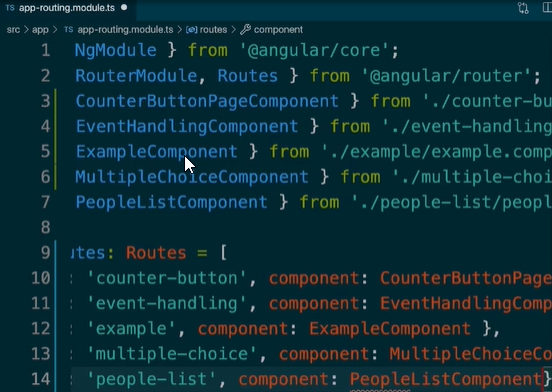 TS app-routing.module.ts
src > app > TS app-routing.module.ts > routes > component
1 NgModule } from '@angular/core';
2 RouterModule, Routes } from '@angular/router';
3 CounterButtonPageComponent } from './counter-bu
4 EventHandlingComponent } from './event-handling
5 ExampleComponent } from './example/example.comp
6 MultipleChoiceComponent } from './multiple-choi
7 PeopleListComponent } from './people-list/peopl
8
9 utes: Routes = [
10 : 'counter-button', component: CounterButtonPage
11 : 'event-handling', component: EventHandlingComp
12 : 'example', component: ExampleComponent },
13 : 'multiple-choice', component: MultipleChoiceCo
14 : 'people-list', component: PeopleListComponent}